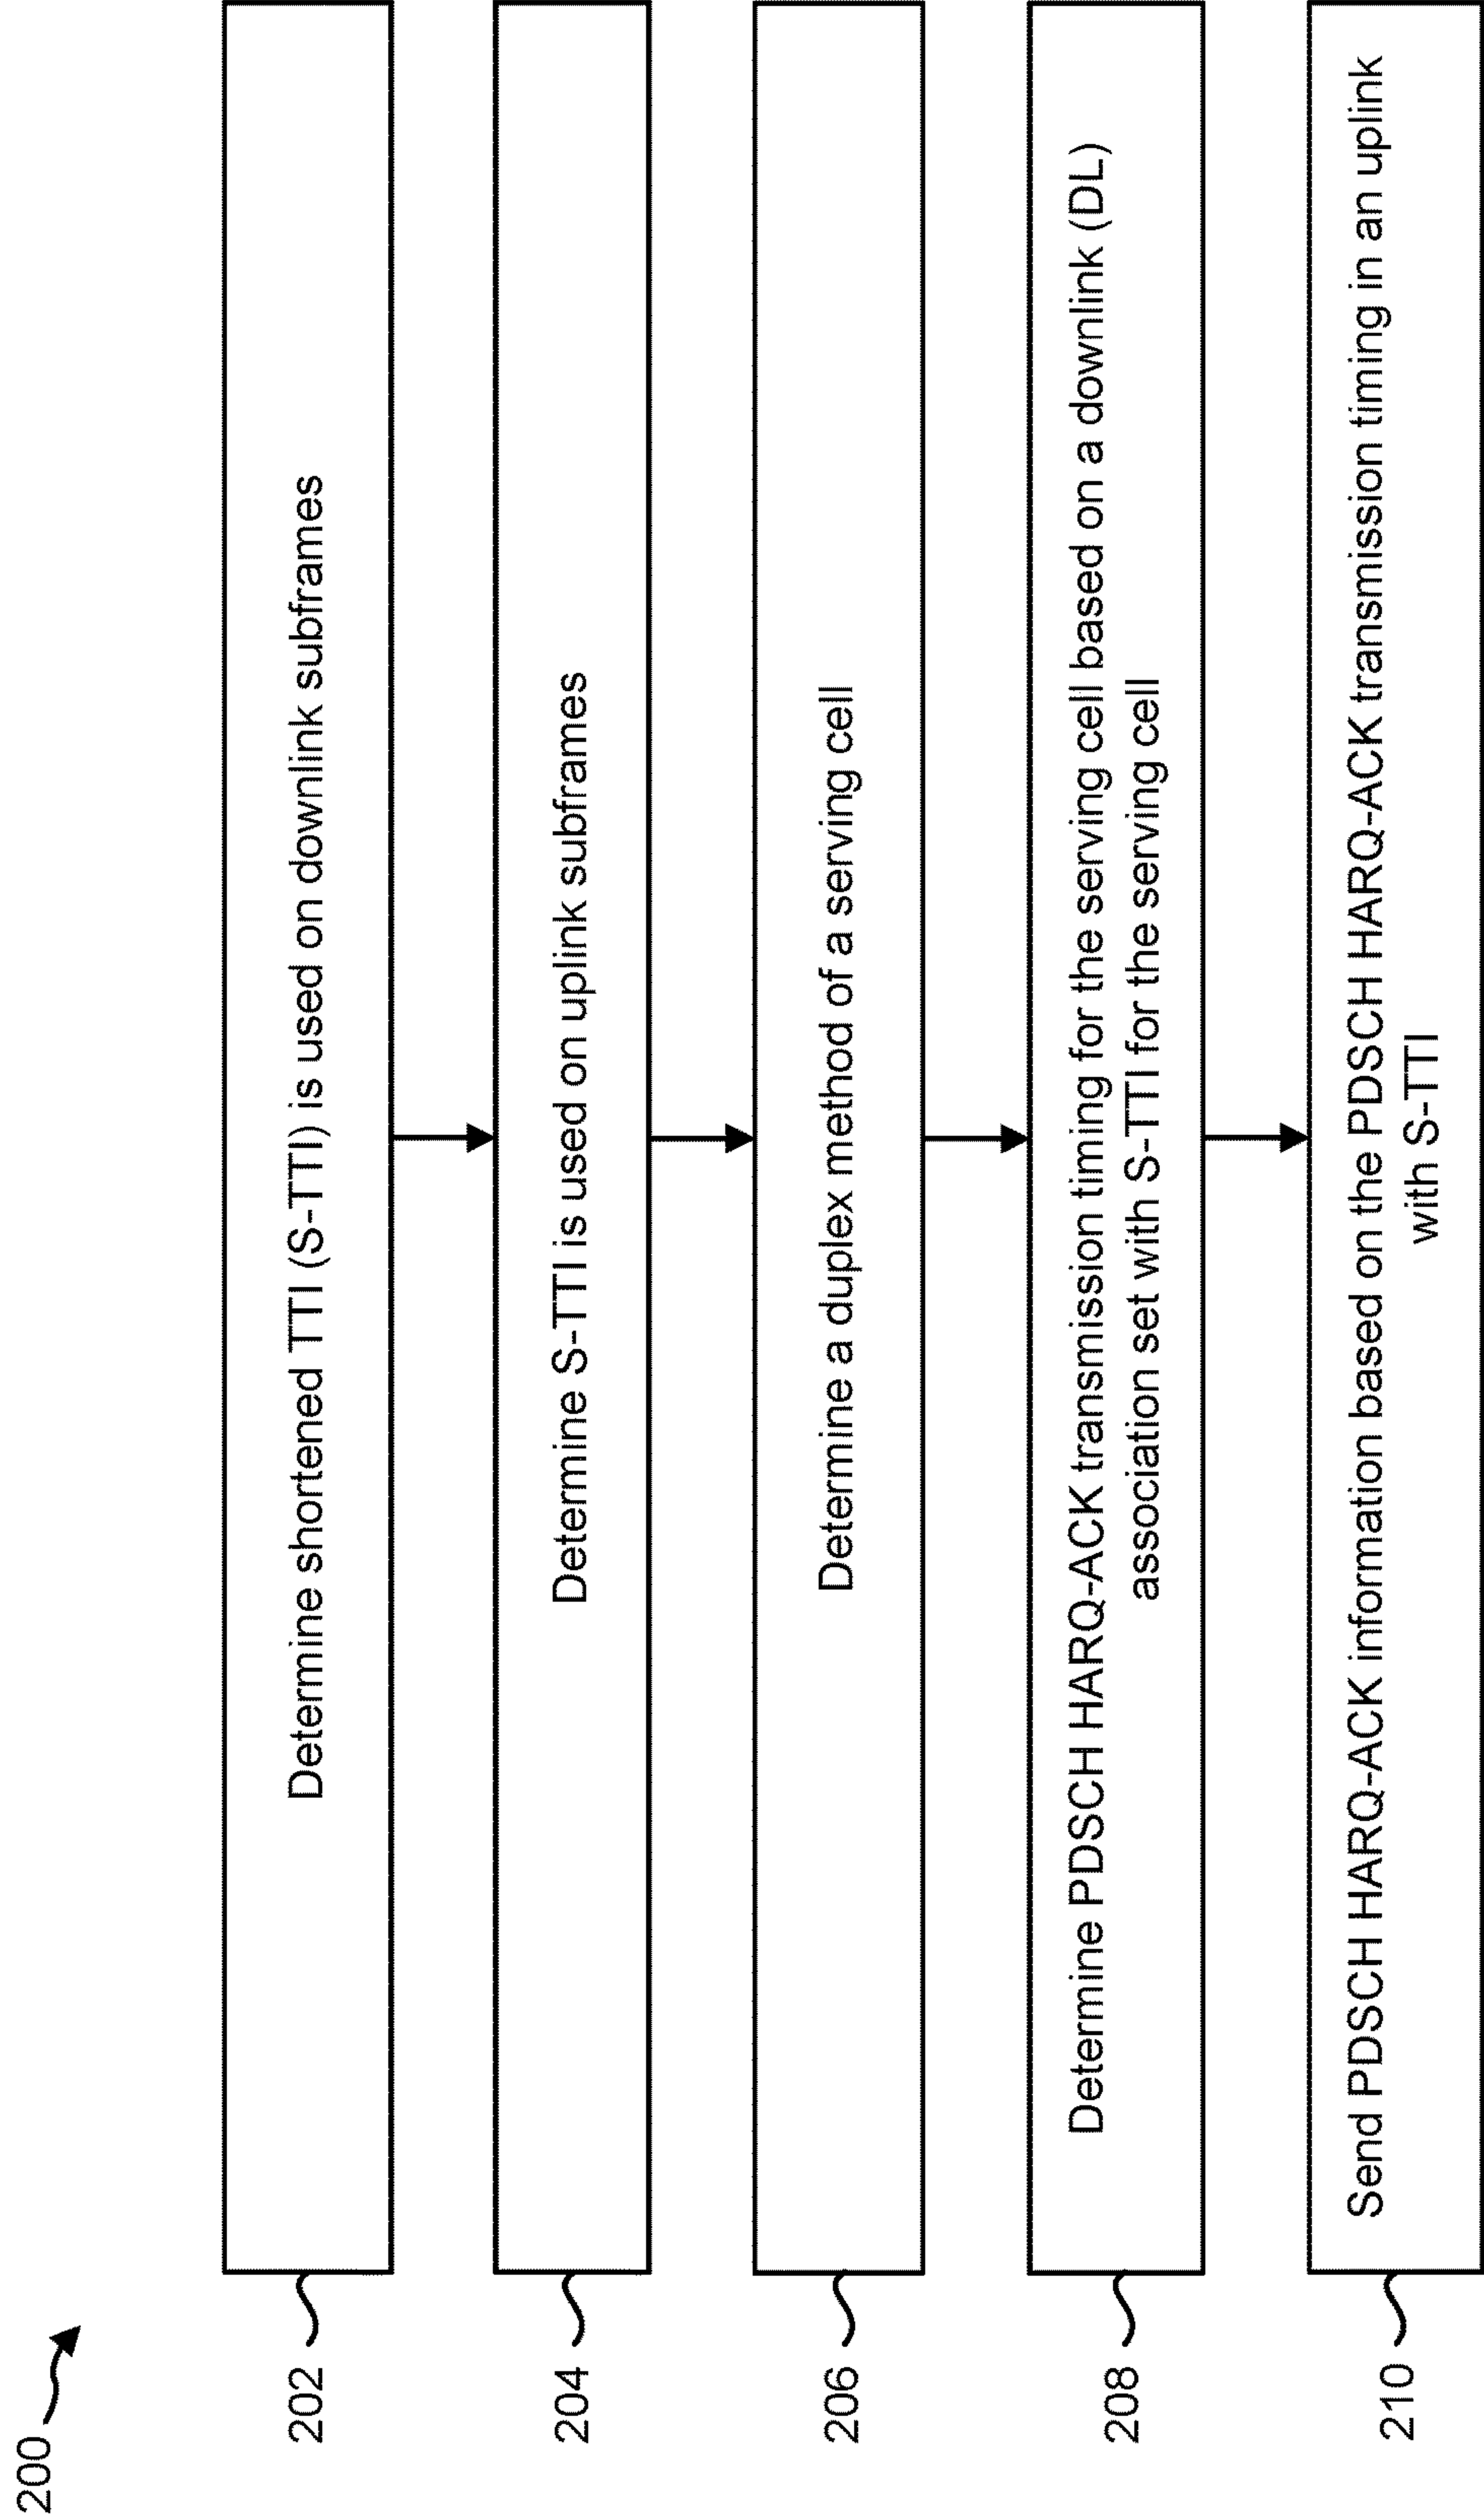 200
202
Determine shortened TTI (S-TTI) is used on downlink subframes
204
Determine S-TTI is used on uplink subframes
206
Determine a duplex method of a serving cell
208
Determine PDSCH HARQ-ACK transmission timing for the serving cell based on a downlink (DL)
association set with S-TTI for the serving cell
210
Send PDSCH HARQ-ACK information based on the PDSCH HARQ-ACK transmission timing in an uplink
with S-TTI